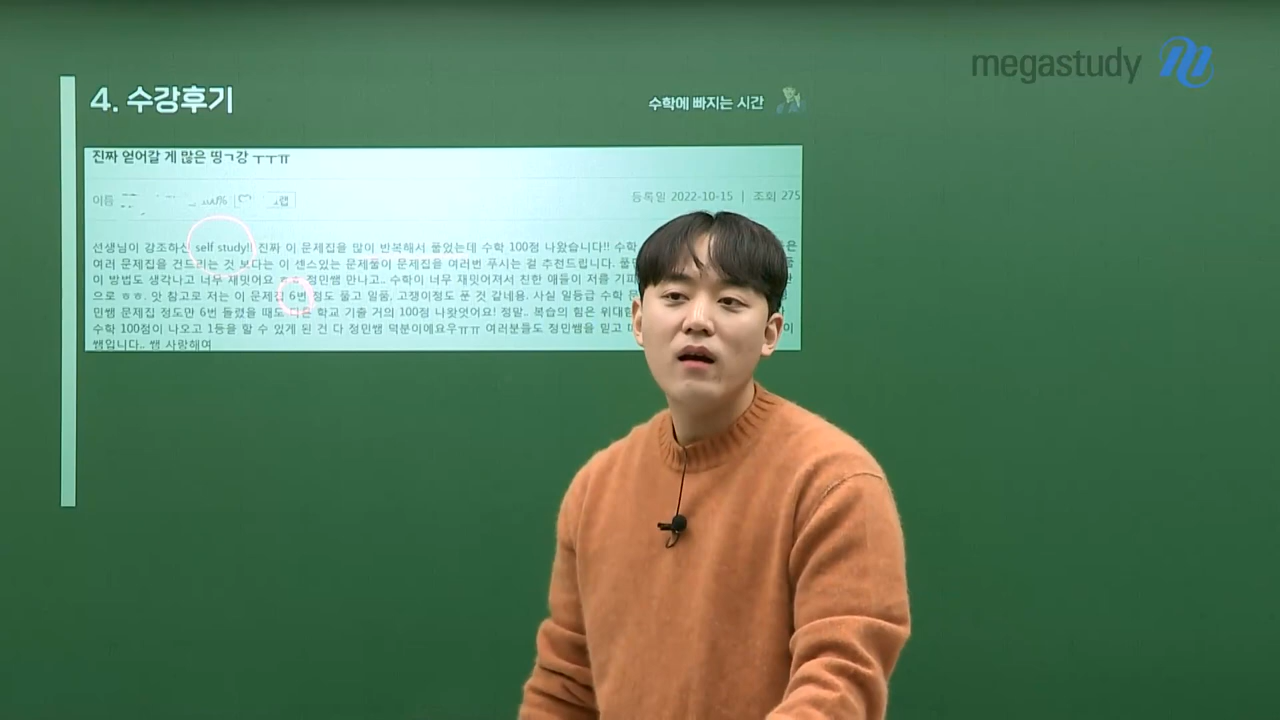 megastudy
4. 수강후기
수학에 빠지는 시간
진짜 얻어갈 게 많은 띵ㄱ강 ㅜㅜㅠ
이름
등록일 2022-10-15 | 조회 275
선생님이 강조하신 self study!! 진짜 이 문제집을 많이 반복해서 풀었는데 수학 100점 나왔습니다!! 수학 은
여러 문제집을 건드리는 것 보다는 이 센스있는 문제들이 문제집을 여러번 푸시는 걸 추천드립니다. 들
이 방법도 생각나고 너무 재밋어요 정민쌤 만나고.. 수학이 너무 재밋어져서 친한 애들이 저를
으로 ㅎㅎ. 앗 참고로 저는 이 문제집 6번 정도 풀고 일품, 고쟁이정도 푼 것 같네용. 사실 일등급 수학
민쌤 문제집 정도만 6번 돌렸을 때도 학교 기출 거의 100점 나왓엇어요! 정말.. 복습의 힘은
수학 100점이 나오고 1등을 할 수 있게 된 건 다 정민쌤 덕분이에요우ㅠㅠ 여러분들도 정민쌤을 믿고 이
쌤입니다.. 쌤 사랑해여